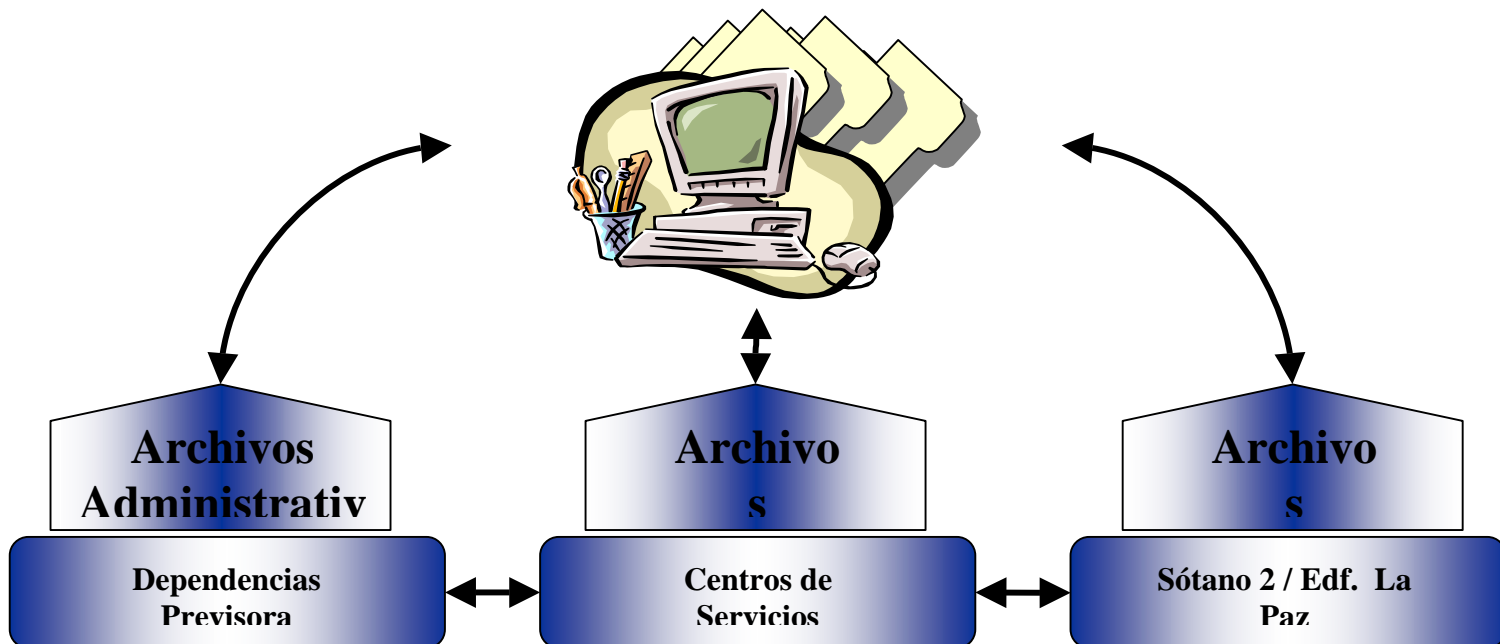 Archivos
Administrativ
Archivo
s
Archivo
s
Dependencias
Previsora
Centros de
Servicios
Sótano 2 / Edf. La
Paz